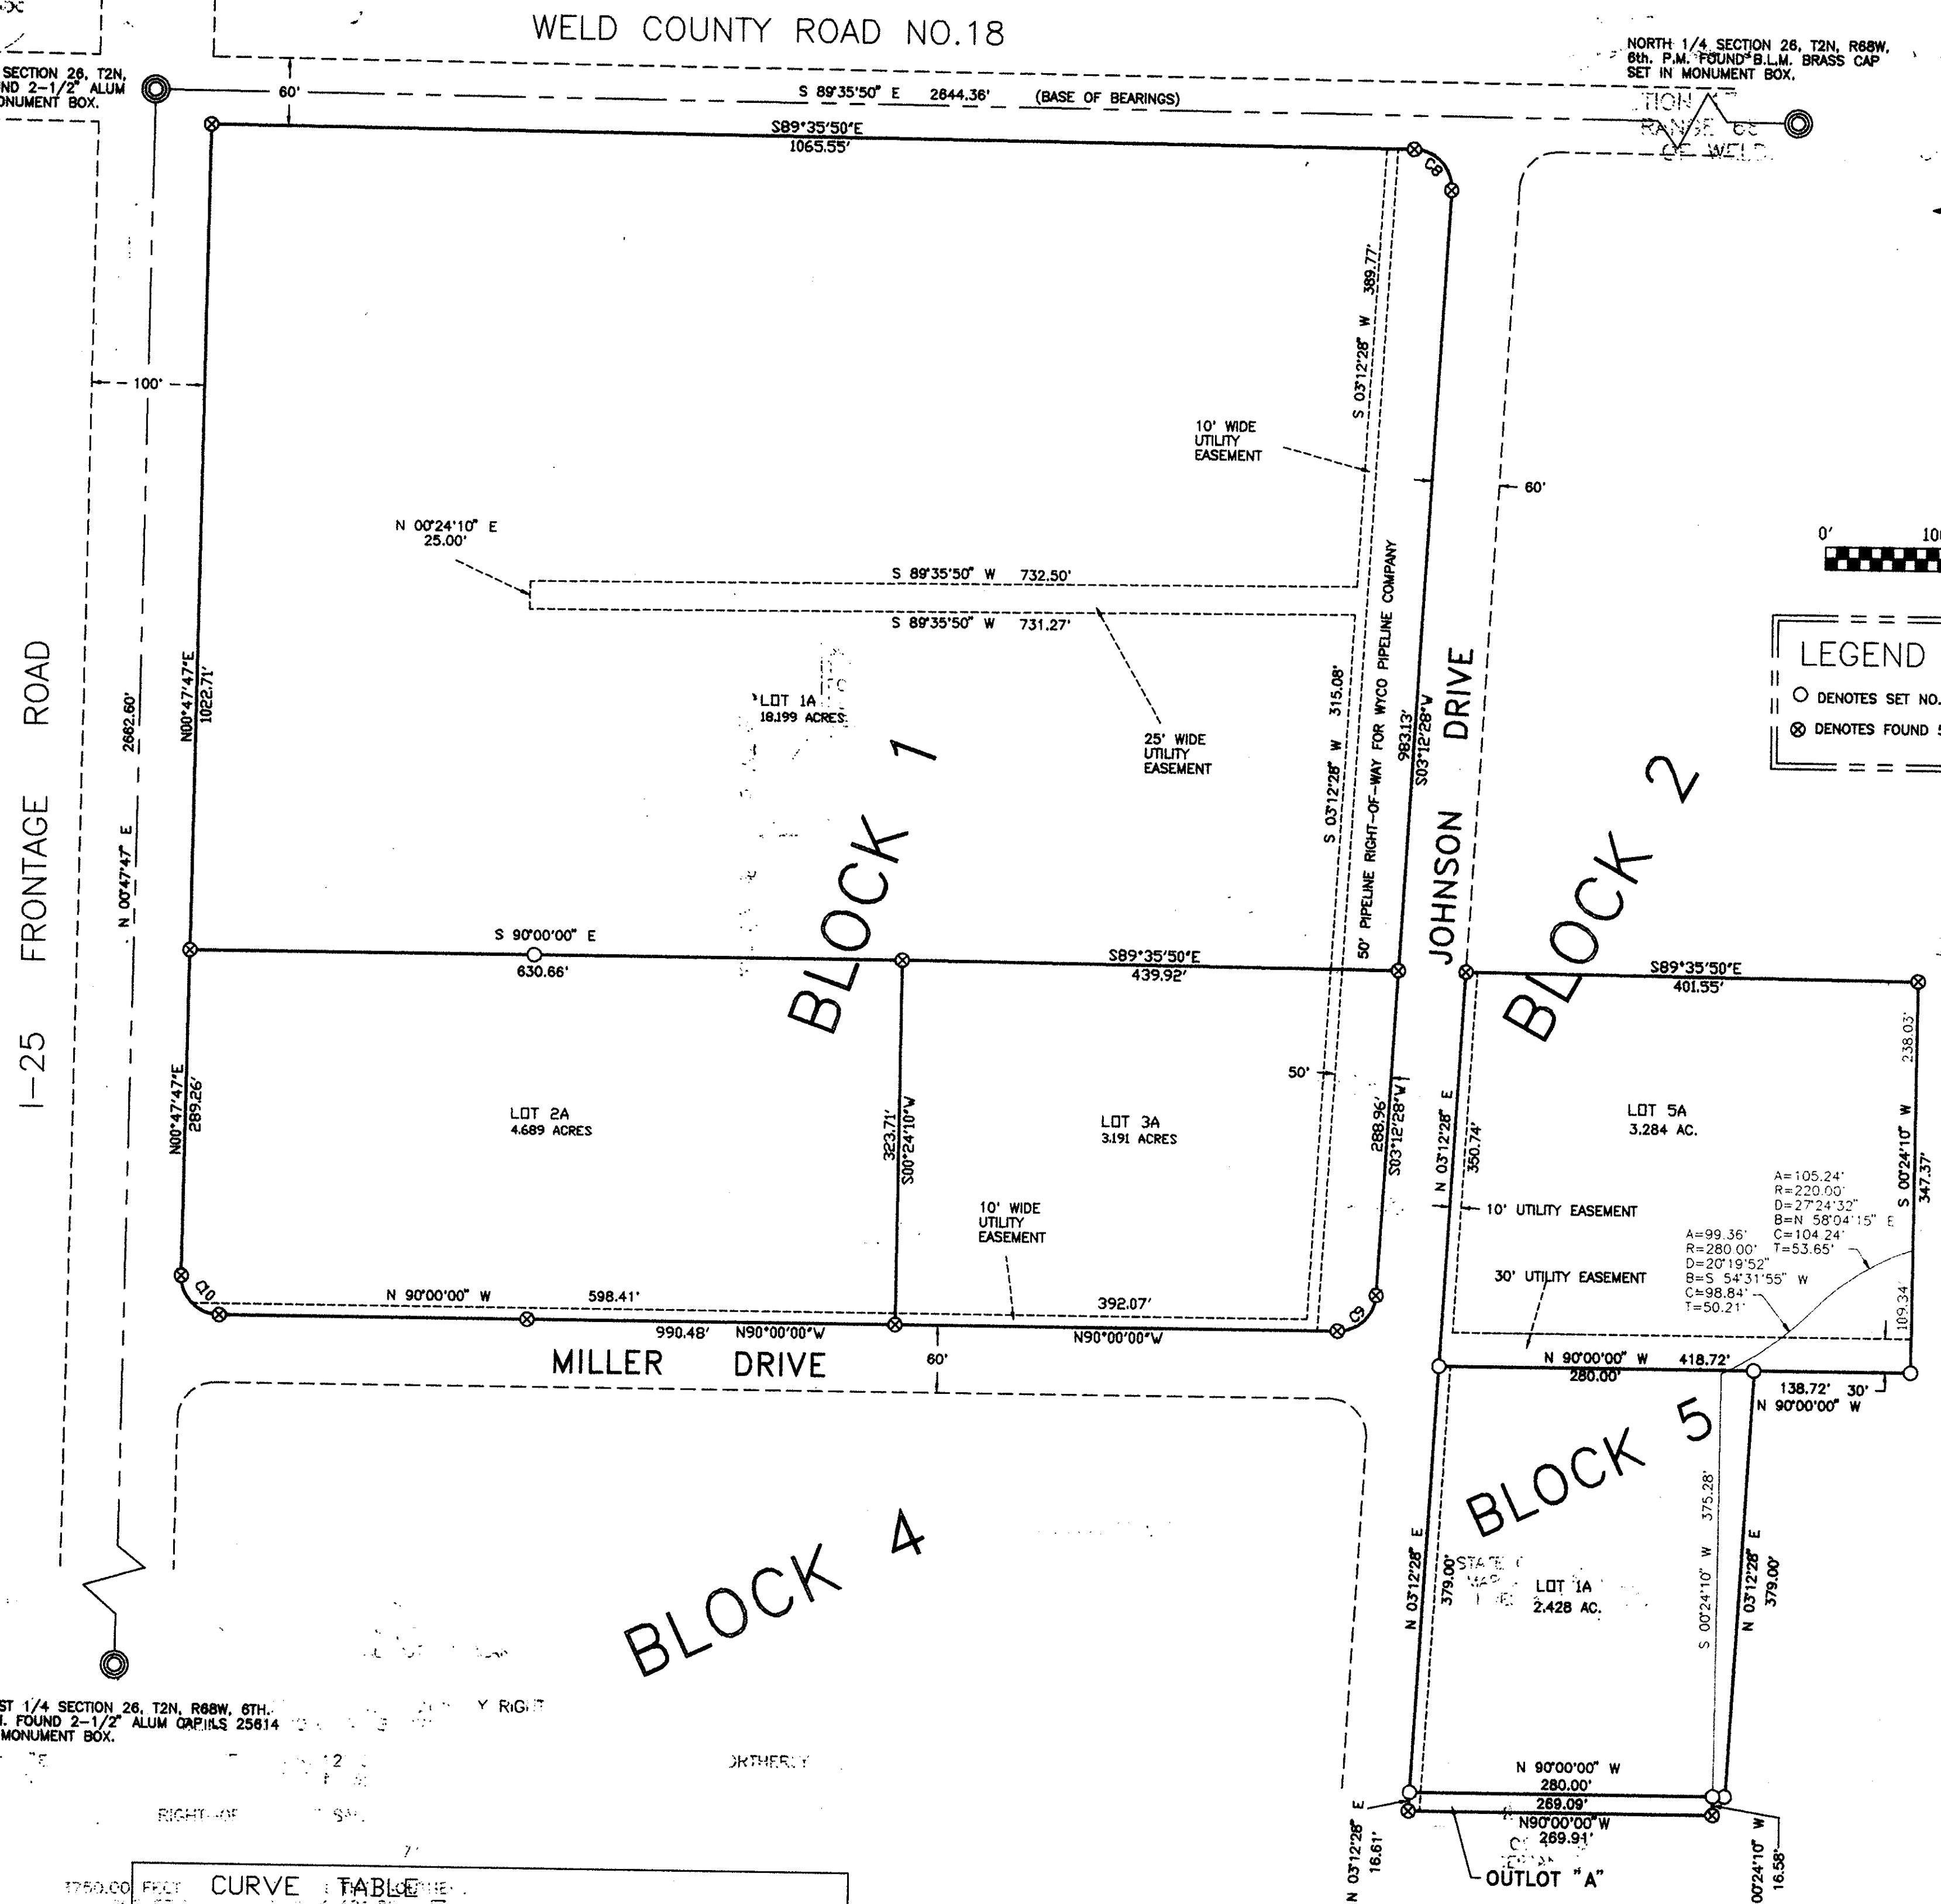 WELD COUNTY ROAD NO.18
NORTH 1/4 SECTION 26, T2N, R68W,
6th. P.M. FOUND B.L.M. BRASS CAP
SET IN MONUMENT BOX.
SECTION 26, T2N,
ND 2-1/2" ALUM
ONUMENT BOX.
60'
S 89°35'50" E 2644.36' (BASE OF BEARINGS)
TION
RANGE 68
OF WELD
S89°35'50"E
1065.55'
C8
100'
S 03°12'28" W 389.77'
10' WIDE
UTILITY
EASEMENT
60'
N 00°24'10" E
25.00'
S 89°35'50" W 732.50'
S 89°35'50" W 731.27'
25' WIDE
UTILITY
EASEMENT
0'
LEGEND
DENOTES SET NO.
DENOTES FOUND
I-25 FRONTAGE ROAD
N 00°47'47" E 2662.60'
N00°47'47"E
1022.71'
LOT 1A
18.199 ACRES
BLOCK 1
S 03°12'28" W 315.08'
50' PIPELINE RIGHT-OF-WAY FOR WYCO PIPELINE COMPANY
983.13'
S03°12'28"W
JOHNSON DRIVE
BLOCK 2
S 90°00'00" E
630.66'
S89°35'50"E
439.92'
S89°35'50"E
401.55'
N00°47'47"E
289.26'
LOT 2A
4.689 ACRES
323.71'
S00°24'10"W
LOT 3A
3.191 ACRES
50'
288.96'
S03°12'28"W
N 03°12'28" E
350.74'
LOT 5A
3.284 AC.
238.03'
S 00°24'10" W
347.37'
109.34'
10' WIDE
UTILITY
EASEMENT
10' UTILITY EASEMENT
30' UTILITY EASEMENT
A=105.24'
R=220.00'
D=27°24'32"
B=N 58°04'15" E
C=104.24'
T=53.65'
A=99.36'
R=280.00'
D=20°19'52"
B=S 54°31'55" W
C=98.84'
T=50.21'
C10
N 90°00'00" W 598.41'
392.07'
C9
990.48' N90°00'00"W
N90°00'00"W
MILLER DRIVE
60'
N 90°00'00" W 418.72'
280.00'
138.72' 30'
N 90°00'00" W
BLOCK 5
BLOCK 4
N 03°12'28" E
379.00'
LOT 1A
2.428 AC.
S 00°24'10" W 375.28'
N 03°12'28" E
379.00'
ST 1/4 SECTION 26, T2N, R68W, 6TH.
FOUND 2-1/2" ALUM CAP LS 25614
MONUMENT BOX.
Y RIGHT
ORTHERLY
RIGHT-OF
N 90°00'00" W
280.00'
269.09'
N90°00'00"W
269.91'
N 03°12'28" E
16.61'
00°24'10" W
16.58'
OUTLOT "A"
1750.00 FEET
CURVE TABLE